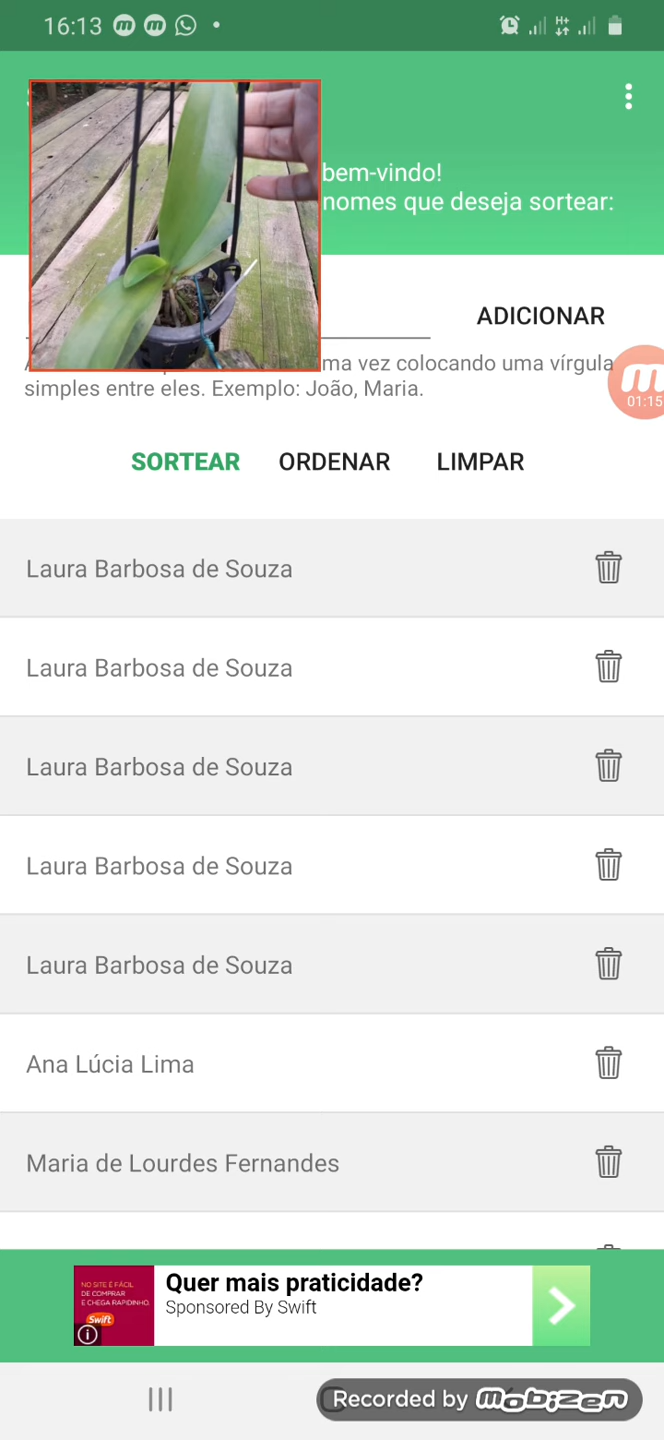 16:13
bem-vindo!
nomes que deseja sortear:
ADICIONAR
ma vez colocando uma vírgula
simples entre eles. Exemplo: João, Maria.
01:15
SORTEAR ORDENAR LIMPAR
Laura Barbosa de Souza
Laura Barbosa de Souza
Laura Barbosa de Souza
Laura Barbosa de Souza
Laura Barbosa de Souza
Ana Lúcia Lima
Maria de Lourdes Fernandes
NO SITE É FÁCIL
DE COMPRAR
E CHEGA RAPIDINHO.
Swift
Quer mais praticidade?
Sponsored By Swift
Recorded by mobizen